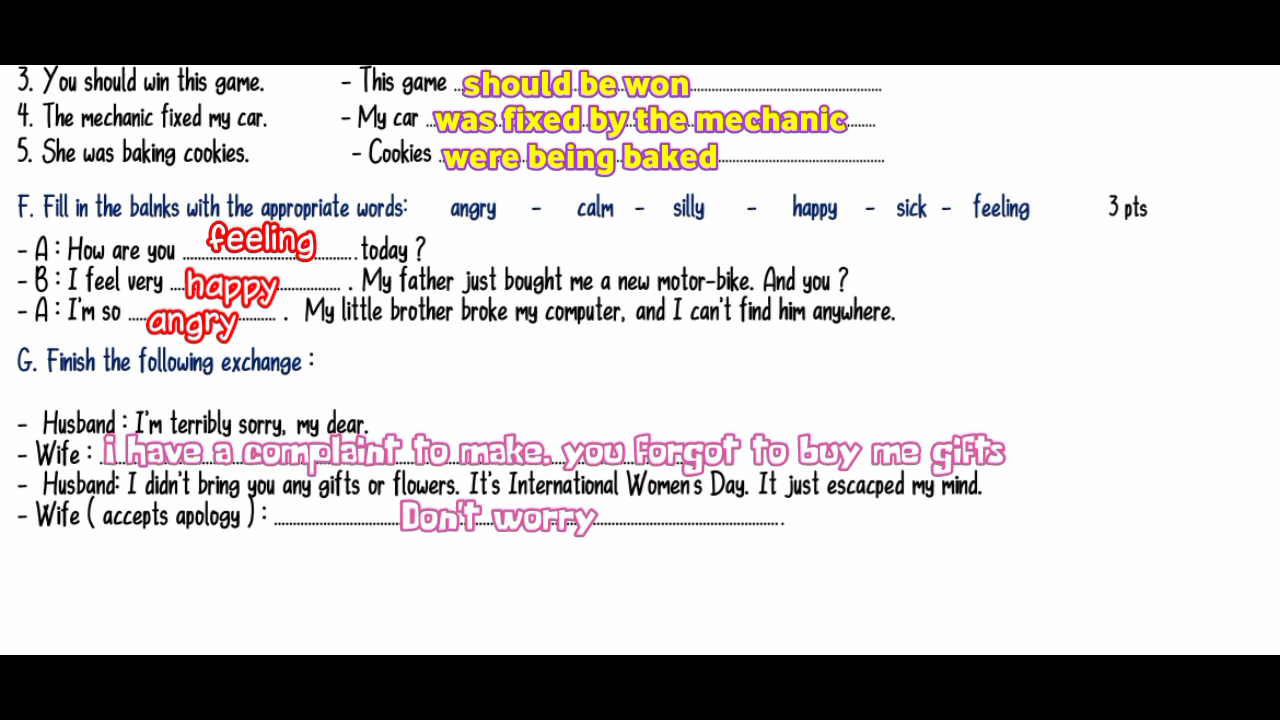 3. You should win this game. - This game ..should be won..........
4. The mechanic fixed my car. - My car ..was fixed by the mechanic.......
5. She was baking cookies. - Cookies ..were being baked..........
F. Fill in the balnks with the appropriate words: angry - calm - silly - happy - sick - feeling 3 pts
- A : How are you ......feeling.......... today ?
- B : I feel very ....happy.......... . My father just bought me a new motor-bike. And you ?
- A : I'm so .....angry.......... . My little brother broke my computer, and I can't find him anywhere.
G. Finish the following exchange :
- Husband : I'm terribly sorry, my dear.
- Wife : i have a complaint to make. you forgot to buy me gifts
- Husband: I didn't bring you any gifts or flowers. It's International Women's Day. It just escacped my mind.
- Wife ( accepts apology ) : ..........Don't worry..........